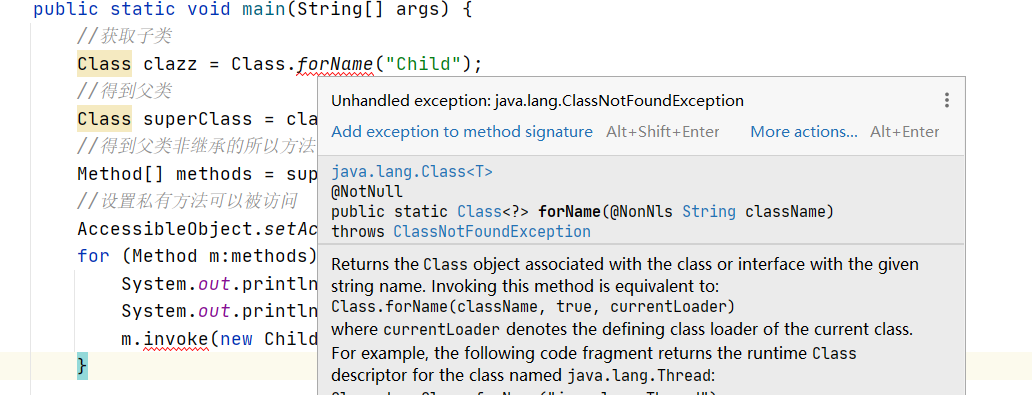 public static void main(String[] args) {
//获取子类
Class clazz = Class.forName("Child");
//得到父类
Class superClass = cla
//得到父类非继承的所以方法
Method[] methods = sup
//设置私有方法可以被访问
AccessibleObject.setAc
for (Method m:methods)
System.out.println
System.out.println
m.invoke(new Child
}
Unhandled exception: java.lang.ClassNotFoundException
Add exception to method signature Alt+Shift+Enter More actions... Alt+Enter
java.lang.Class<T>
@NotNull
public static Class<?> forName(@NonNls String className)
throws ClassNotFoundException
Returns the Class object associated with the class or interface with the given
string name. Invoking this method is equivalent to:
Class.forName(className, true, currentLoader)
where currentLoader denotes the defining class loader of the current class.
For example, the following code fragment returns the runtime Class
descriptor for the class named java.lang.Thread: